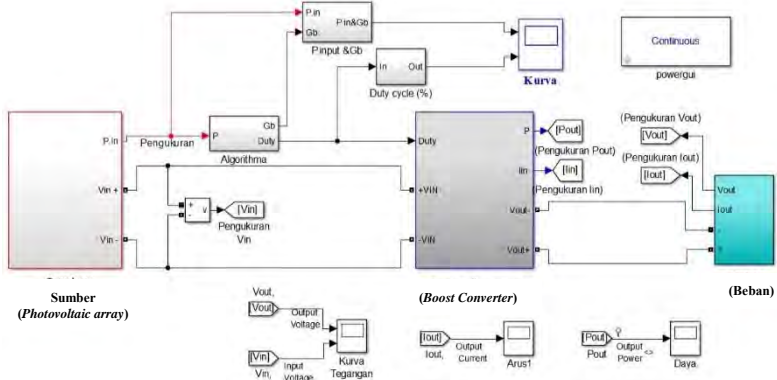 P.in
Gb
Pin&Gb
P.input &Gb
In
Out
Duty cycle (%)
Kurva
Continuous
powergui
P.in
Pengukuran
P
Gb
Duty
Algorithma
Vin +
Vin -
+
-
v
[Vin]
Pengukuran
Vin
Duty
+VIN
-VIN
P
Iin
Vout-
Vout+
[Pout]
(Pengukuran Pout)
[Iin]
(Pengukuran Iin)
(Pengukuran Vout)
[Vout]
(Pengukuran Iout)
[Iout]
Vout
Iout
-
+
Sumber
(Photovoltaic array)
(Boost Converter)
(Beban)
Vout,
[Vout]
Output
Voltage
[Vin]
Vin,
Input
Voltage
Kurva
Tegangan
[Iout]
Iout,
Output
Current
Arus1
[Pout]
Pout
Output
Power <>
Daya